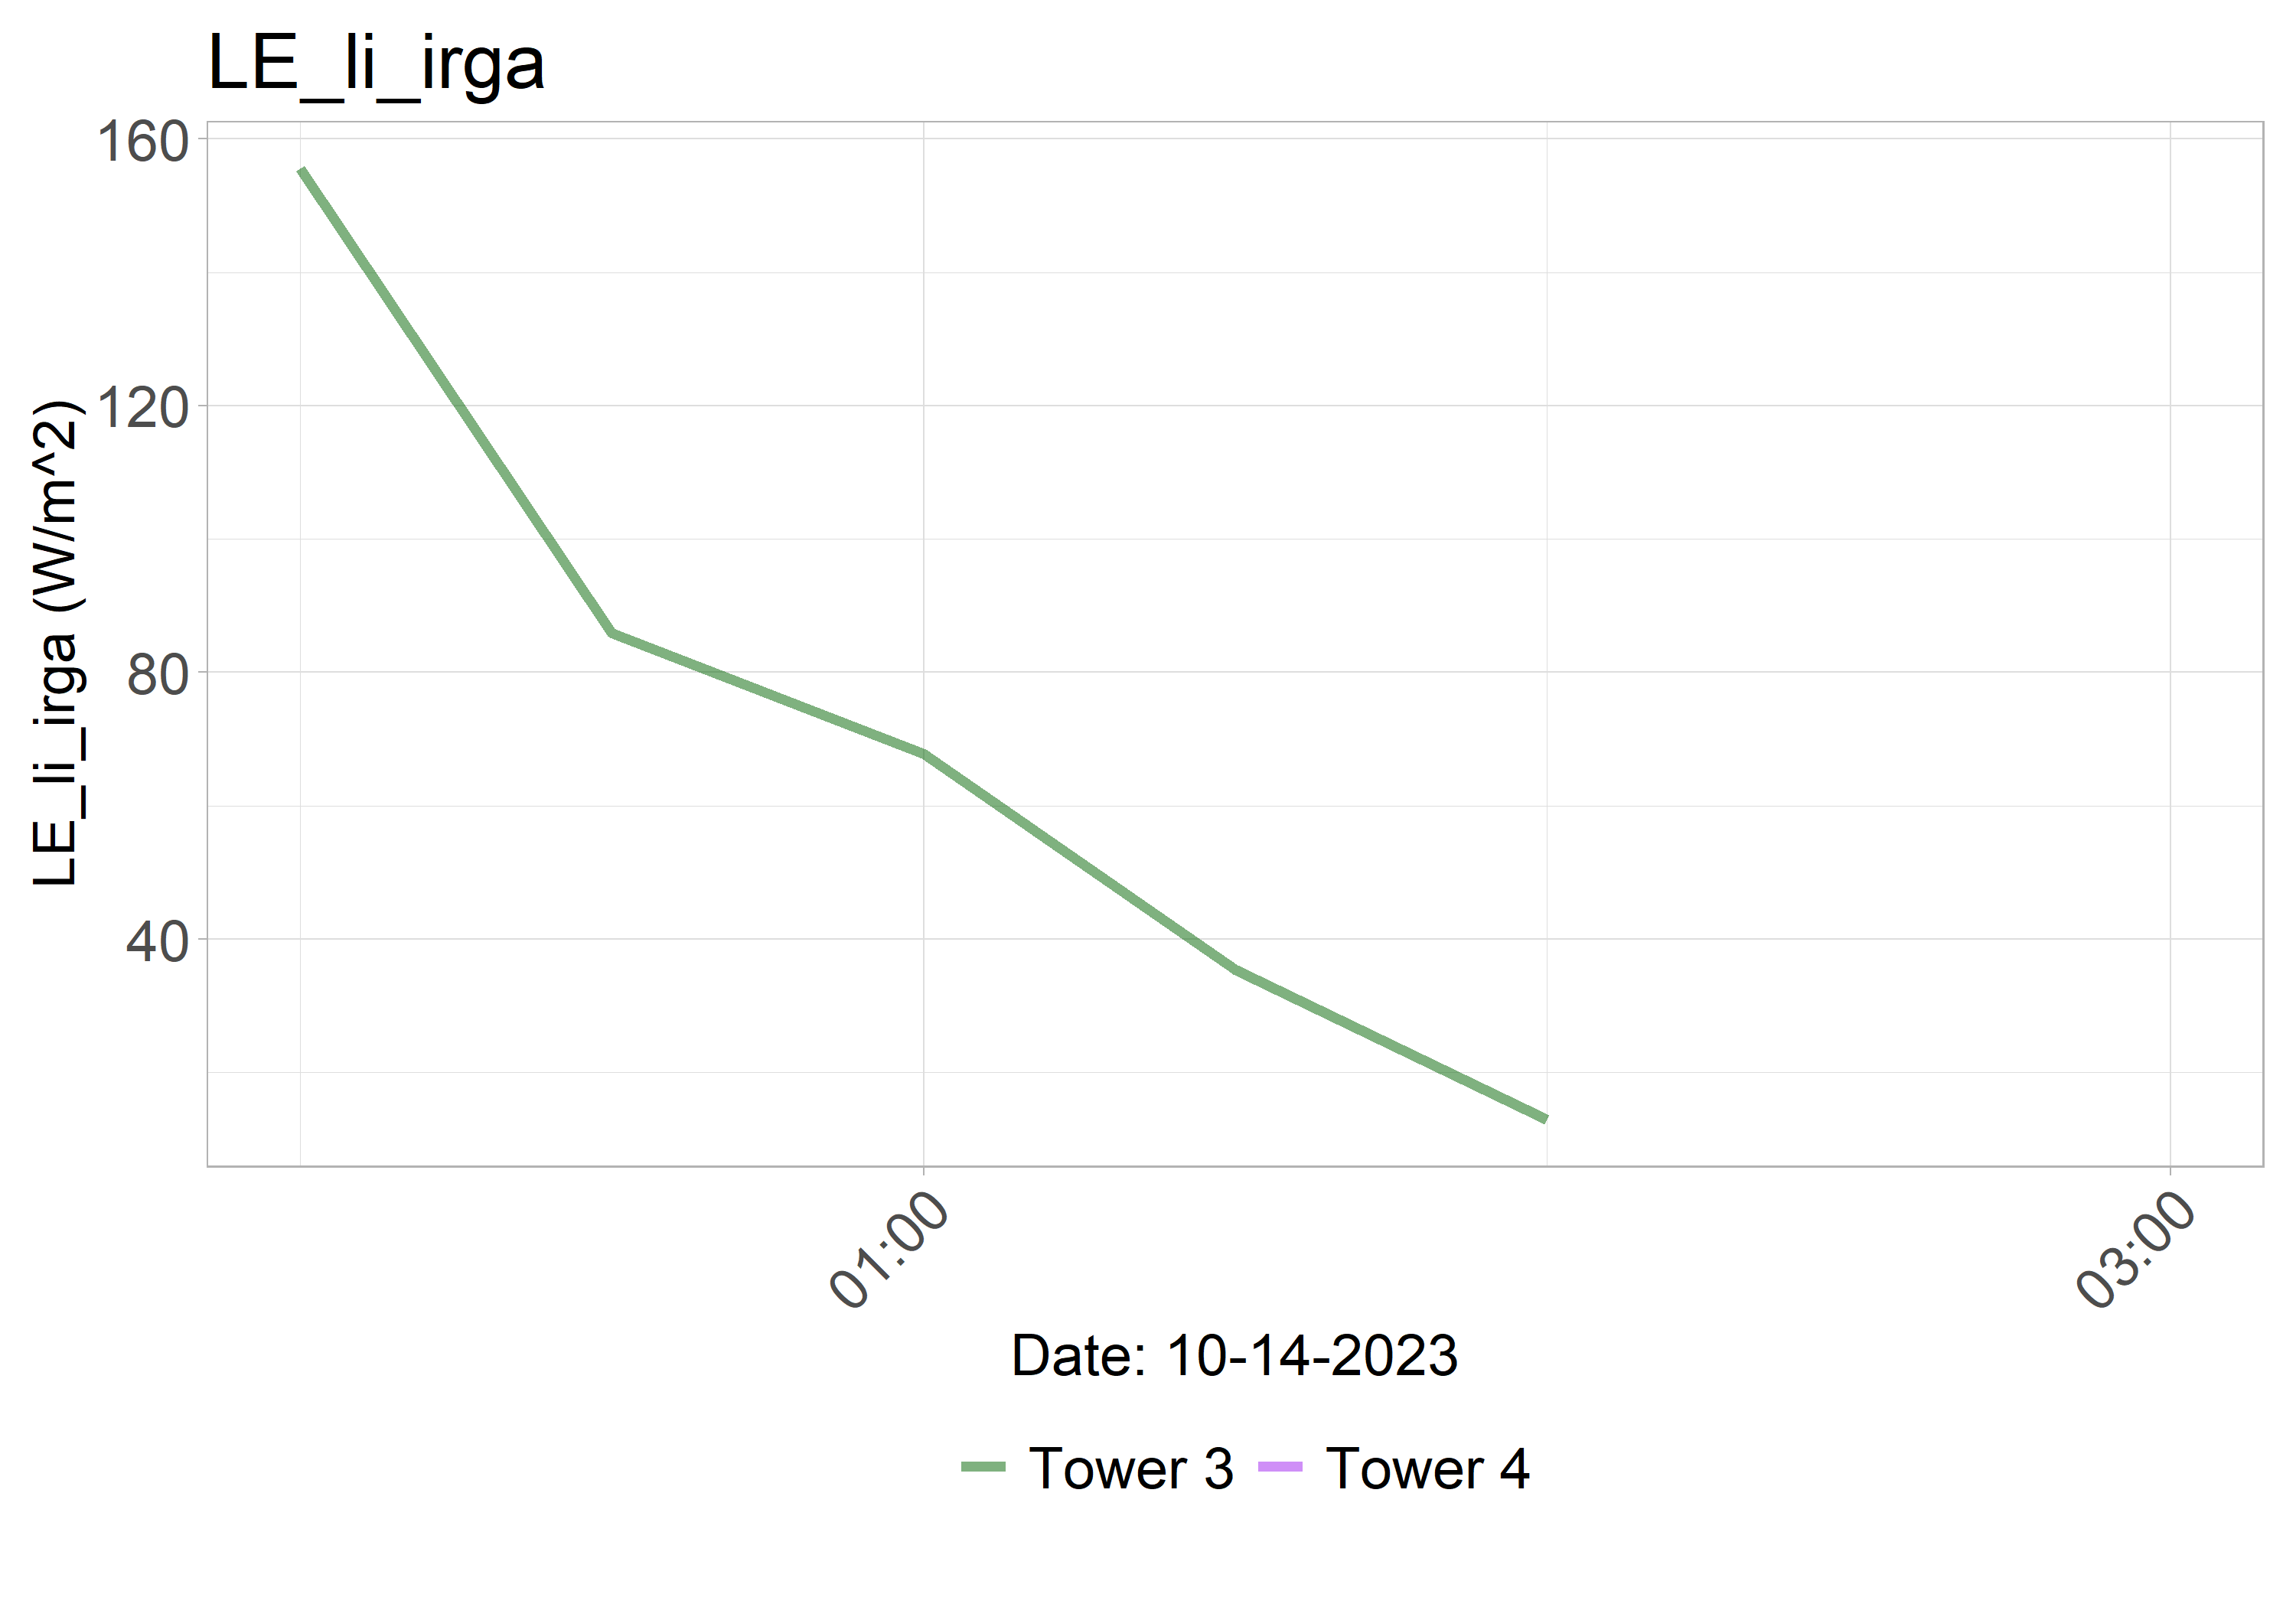 LE_li_irga
LE_li_irga (W/m^2)
160
120
80
40
01:00
03:00
Date: 10-14-2023
Tower 3
Tower 4